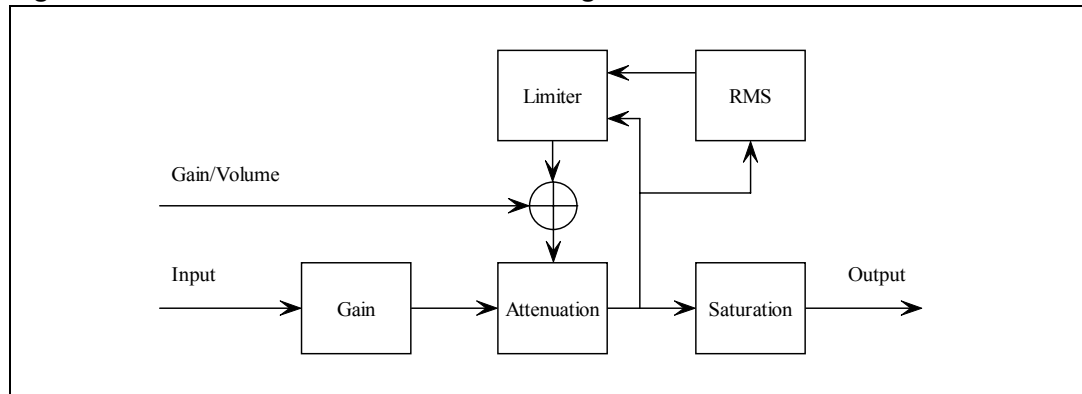 Limiter
RMS
Gain/Volume
Input
Output
Gain
Attenuation
Saturation